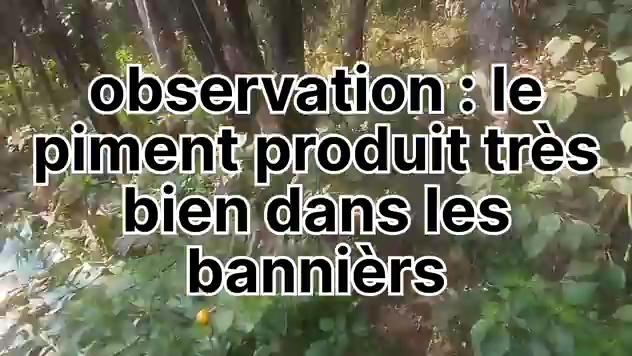 observation : le
piment produit très
bien dans les
bannièrs